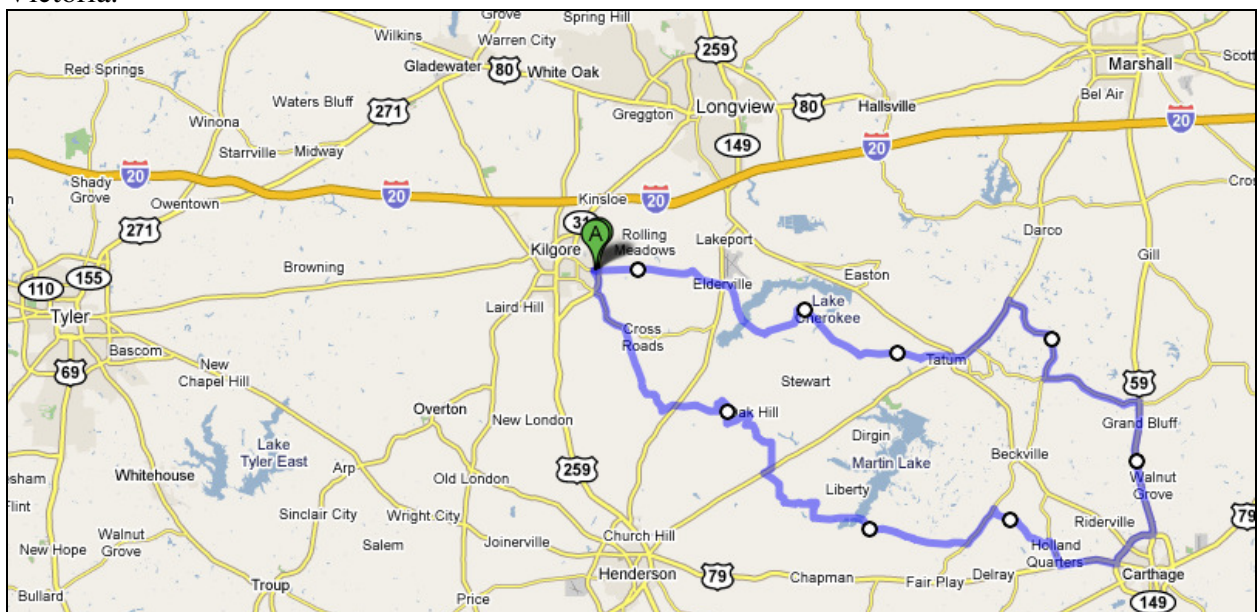 Victoria.
Grove
Spring Hill
Wilkins
Warren City
259
Marshall
Scott
Red Springs
Gladewater
80
White Oak
Bel Air
Waters Bluff
271
Longview
80
Hallsville
Winona
Greggton
20
Starrville
Midway
149
20
Shady
Grove
20
20
Kinsloe
20
Cros
Owentown
271
31
A
Rolling
Meadows
Lakeport
Darco
Kilgore
Gill
155
Browning
Elderville
Easton
110
Laird Hill
Lake
Cherokee
Tyler
Cross
Roads
Bascom
69
New
Chapel Hill
Tatum
Stewart
59
Overton
New London
Oak Hill
Grand Bluff
Lake
Tyler East
Dirgin
Martin Lake
Beckville
esham
Whitehouse
Arp
259
Old London
Liberty
Walnut
Grove
Flint
Sinclair City
Wright City
Riderville
79
Walnut
Grove
New Hope
Salem
Joinerville
Church Hill
Holland
Quarters
Henderson
79
Chapman
Fair Play
Delray
Carthage
Troup
Bullard
Price
149